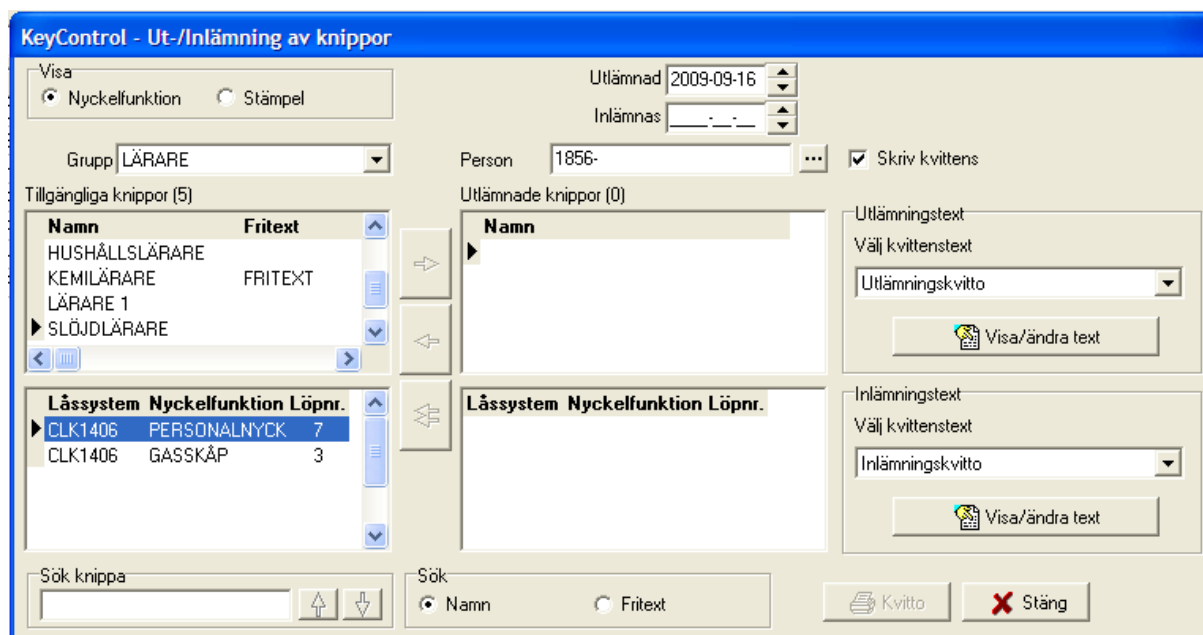 KeyControl - Ut-/Inlämning av knippor
Visa
Nyckelfunktion Stämpel
Utlämnad 2009-09-16
Inlämnas ____-__-__
Grupp LÄRARE
Person 1856- ... Skriv kvittens
Tillgängliga knippor (5)
Namn Fritext
HUSHÅLLSLÄRARE
KEMILÄRARE FRITEXT
LÄRARE 1
SLÖJDLÄRARE
Utlämnade knippor (0)
Namn
Utlämningstext
Välj kvittenstext
Utlämningskvitto
Visa/ändra text
Låssystem Nyckelfunktion Löpnr.
CLK1406 PERSONALNYCK 7
CLK1406 GASSKÅP 3
Låssystem Nyckelfunktion Löpnr.
Inlämningstext
Välj kvittenstext
Inlämningskvitto
Visa/ändra text
Sök knippa
Sök
Namn Fritext
Kvitto
Stäng